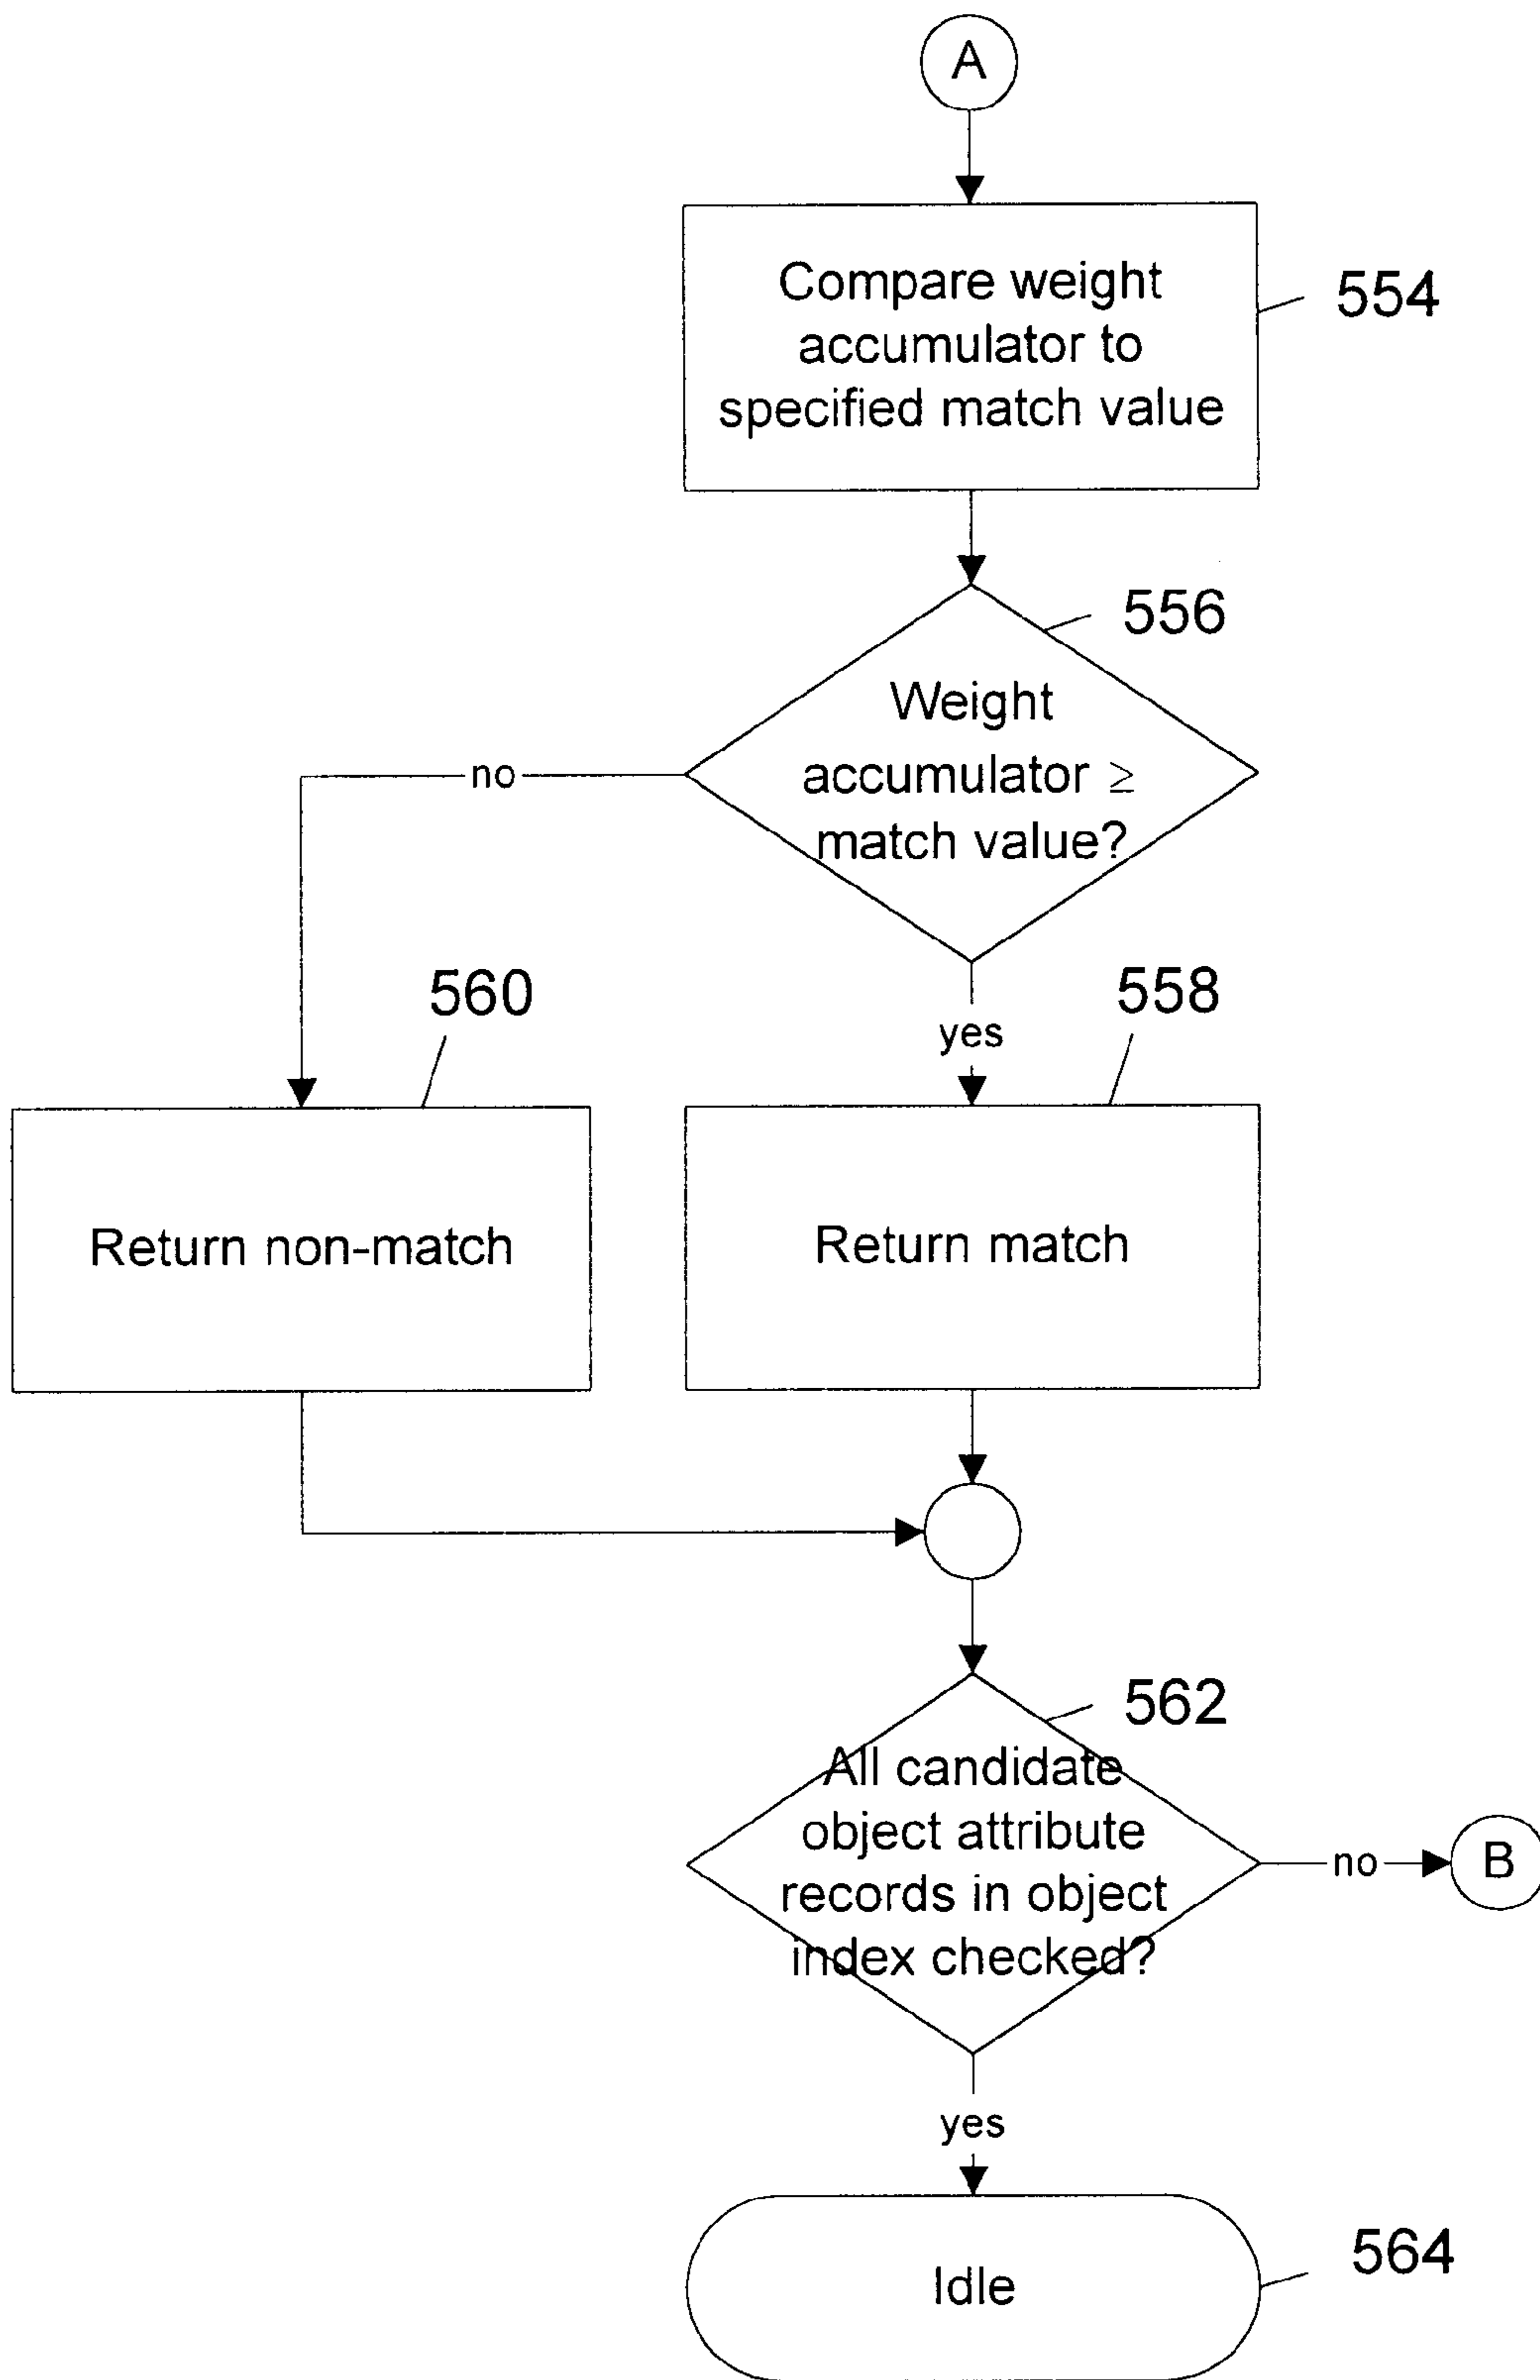 A
Compare weight
accumulator to
specified match value
554
556
Weight
accumulator ≥
match value?
no
560
558
yes
Return non-match
Return match
562
All candidate
object attribute
records in object
index checked?
no
B
yes
Idle
564